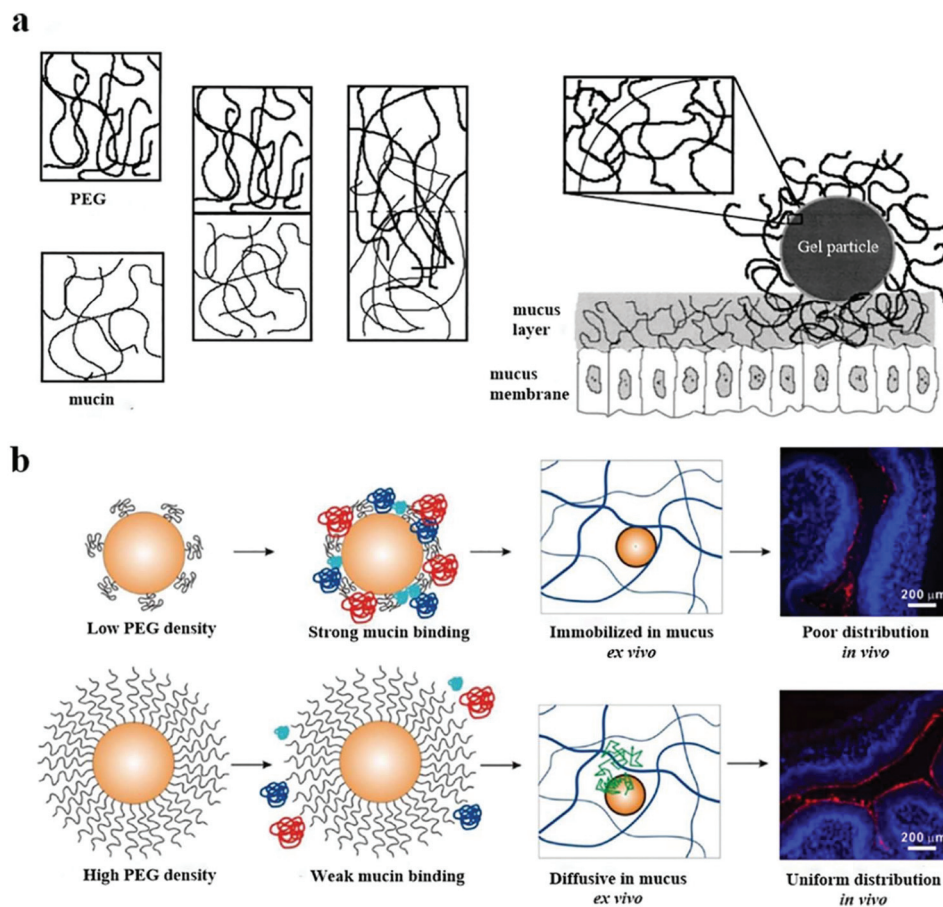 a
PEG
mucin
Gel particle
mucus
layer
mucus
membrane
b
Low PEG density
Strong mucin binding
Immobilized in mucus
ex vivo
200 μm
Poor distribution
in vivo
High PEG density
Weak mucin binding
Diffusive in mucus
ex vivo
200 μm
Uniform distribution
in vivo